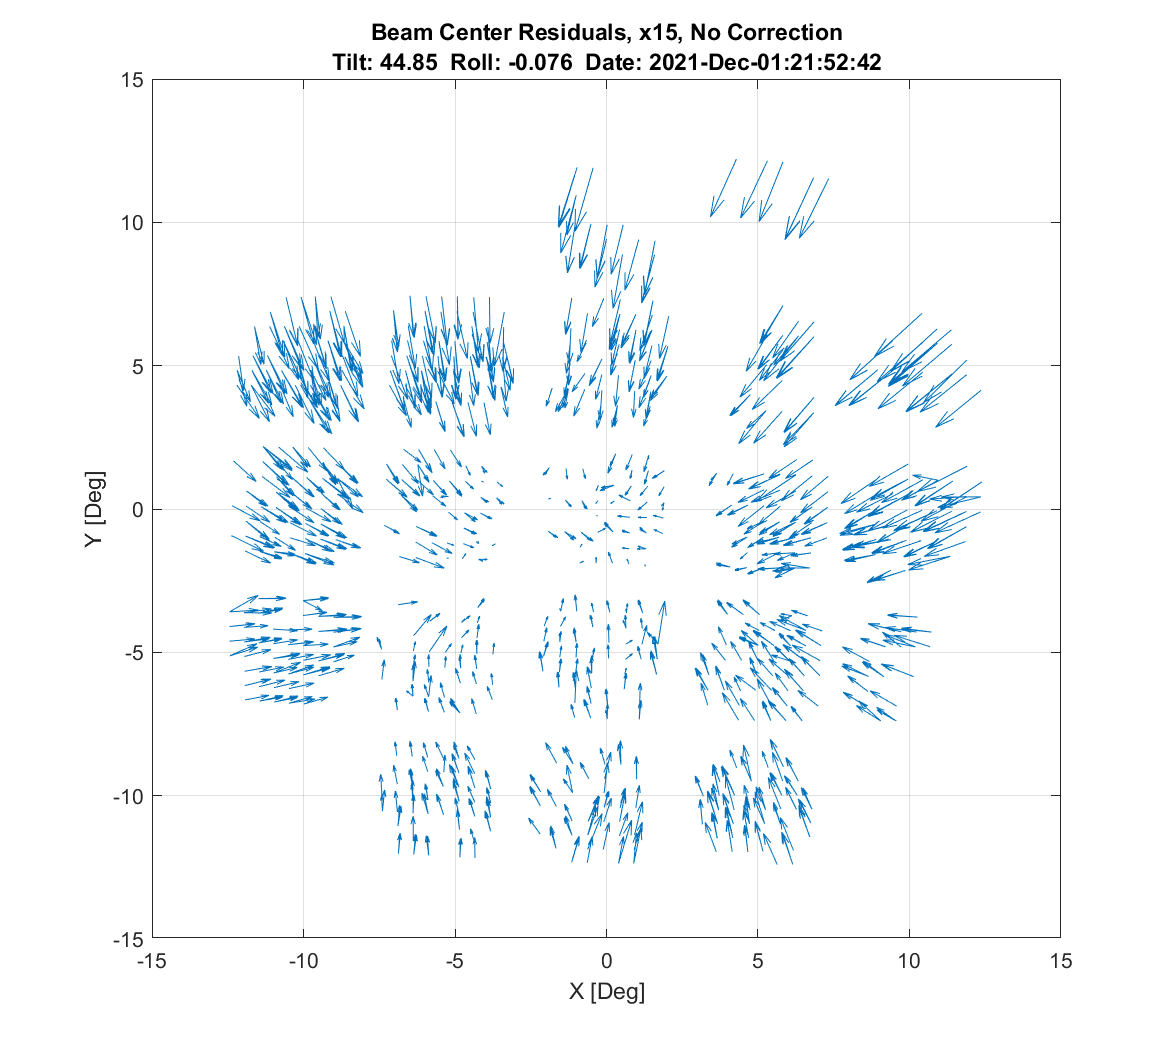 Beam Center Residuals, x15, No Correction
Tilt: 44.85 Roll: -0.076 Date: 2021-Dec-01:21:52:42
15
10
5
0
-5
-10
-15
Y [Deg]
-15 -10 -5 0 5 10 15
X [Deg]